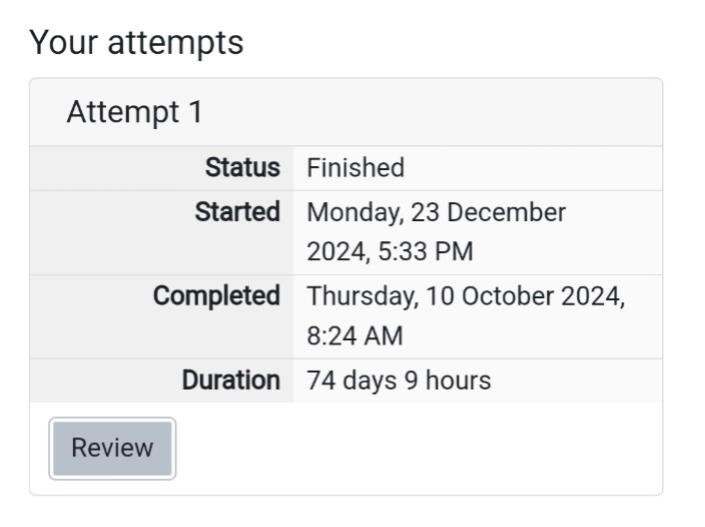 Your attempts
Attempt 1
Status Finished
Started Monday, 23 December
2024, 5:33 PM
Completed Thursday, 10 October 2024,
8:24 AM
Duration 74 days 9 hours
Review